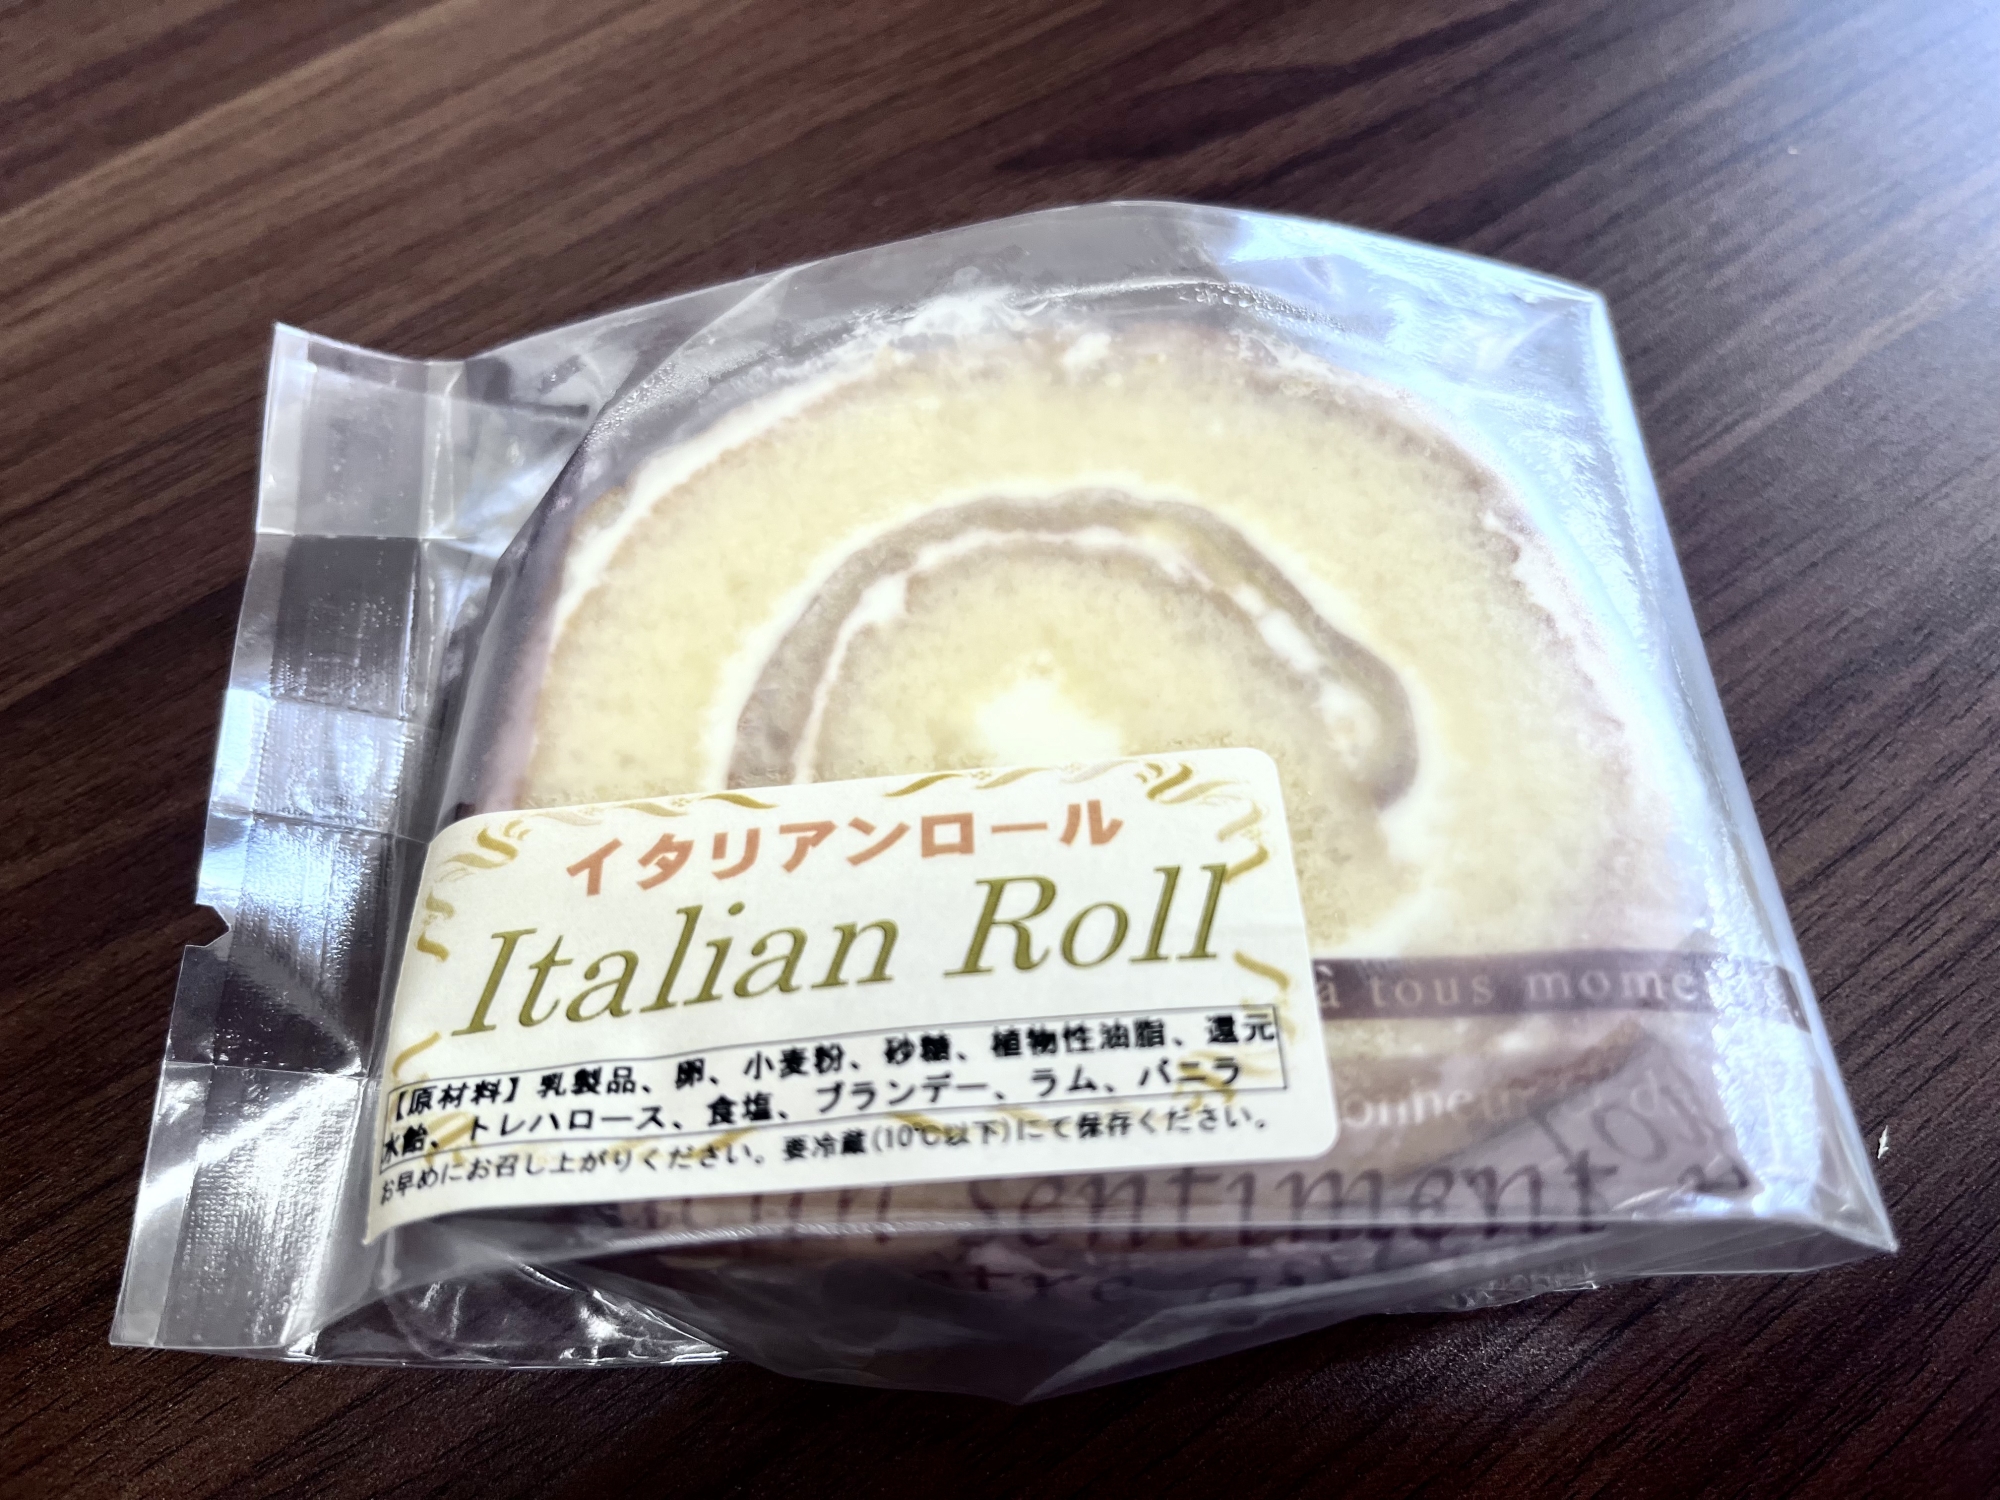 イタリアンロール
Italian Roll
【原材料】乳製品、卵、小麦粉、砂糖、植物性油脂、還元
水飴、トレハロース、食塩、ブランデー、ラム、バニラ
お早めにお召し上がりください。要冷蔵(10℃以下)にて保存ください。
à tous mome
sentiment